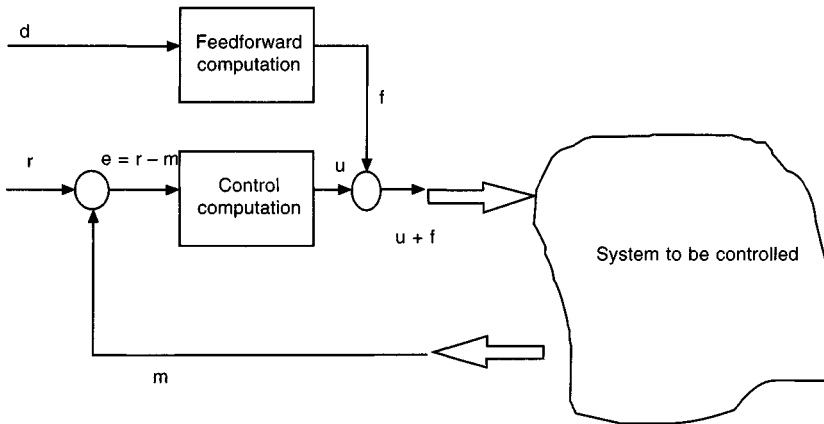 d
Feedforward
computation
f
r
e = r – m
Control
computation
u
u + f
System to be controlled
m